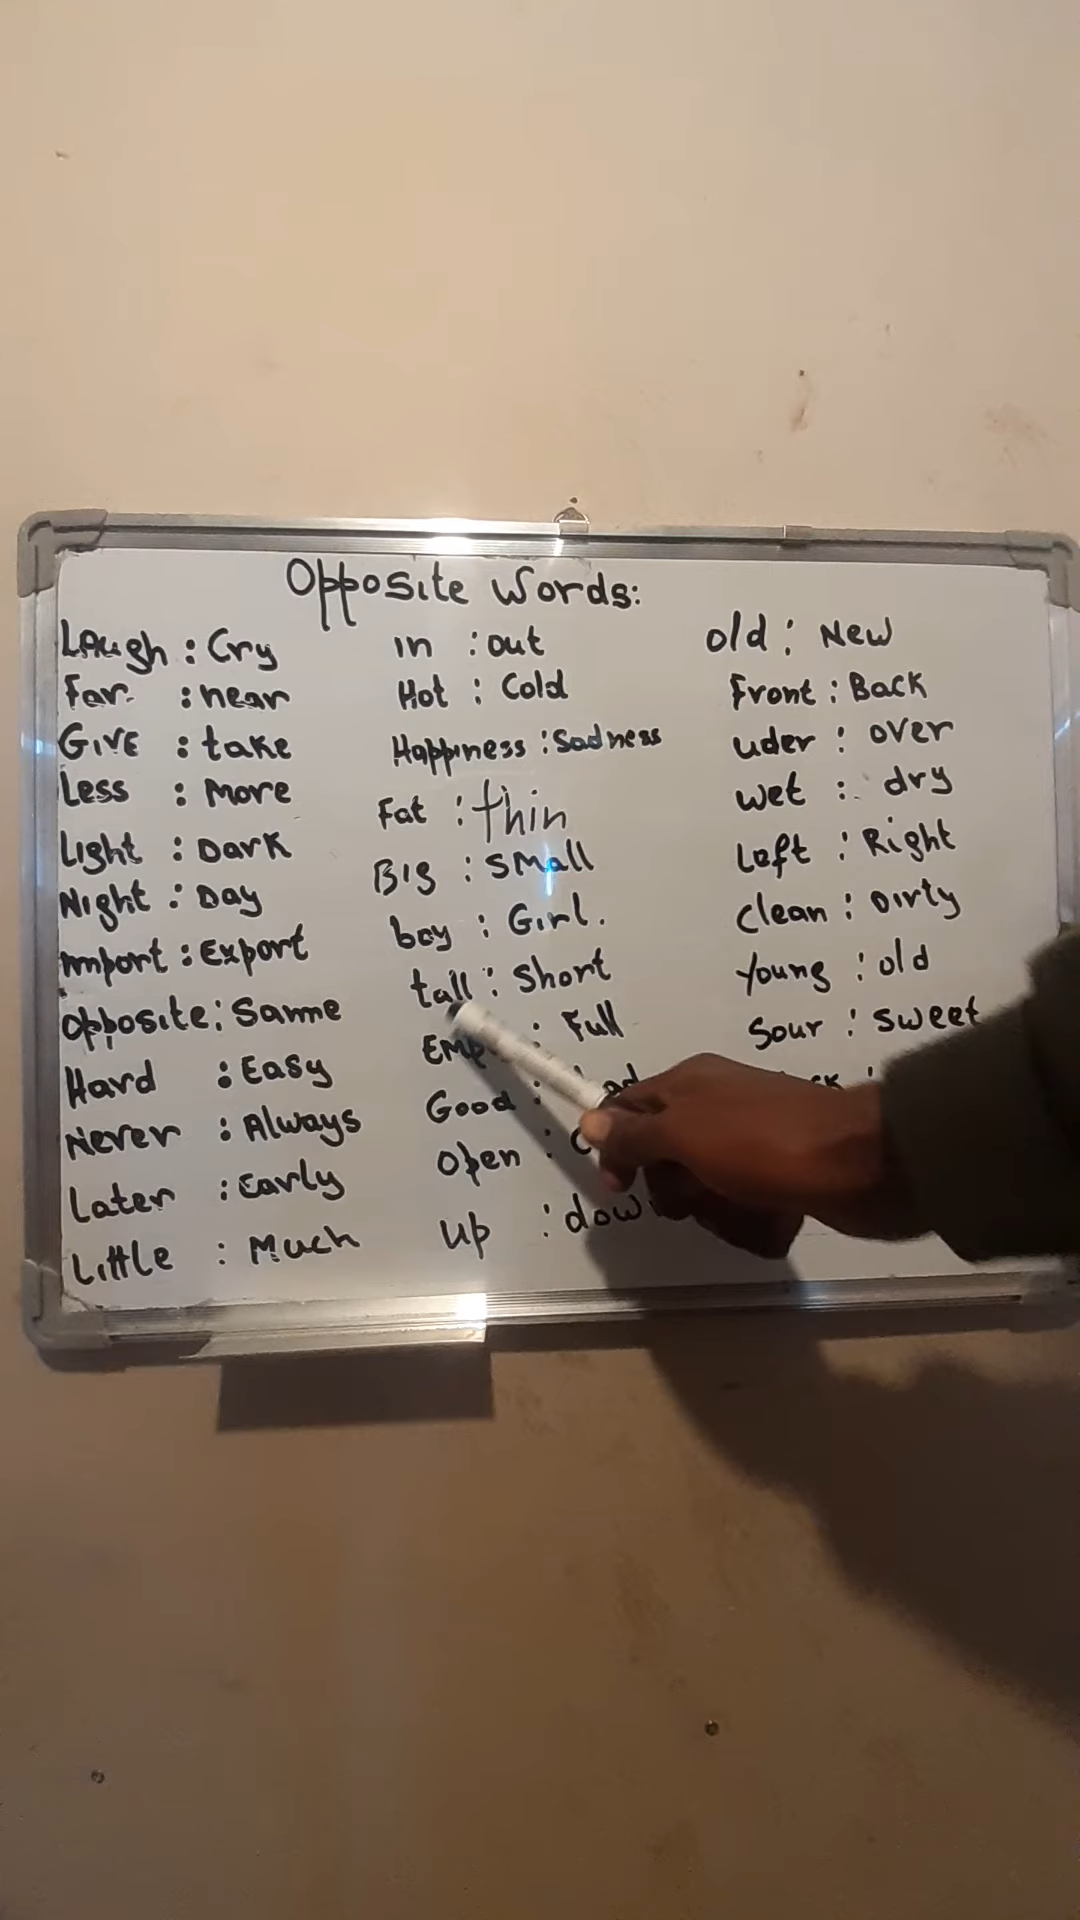 Opposite Words:
Laugh : Cry
Far : near
Give : take
Less : More
Light : Dark
Night : Day
Import : Export
Opposite : Same
Hard : Easy
Never : Always
Later : Early
Little : Much
In : out
Hot : Cold
Happiness : Sadness
Fat : thin
Big : Small
boy : Girl.
tall : Short
: Full
Good :
Open :
Up : down
Old : New
Front : Back
uder : over
wet : dry
Left : Right
Clean : Dirty
Young : old
Sour : Sweet